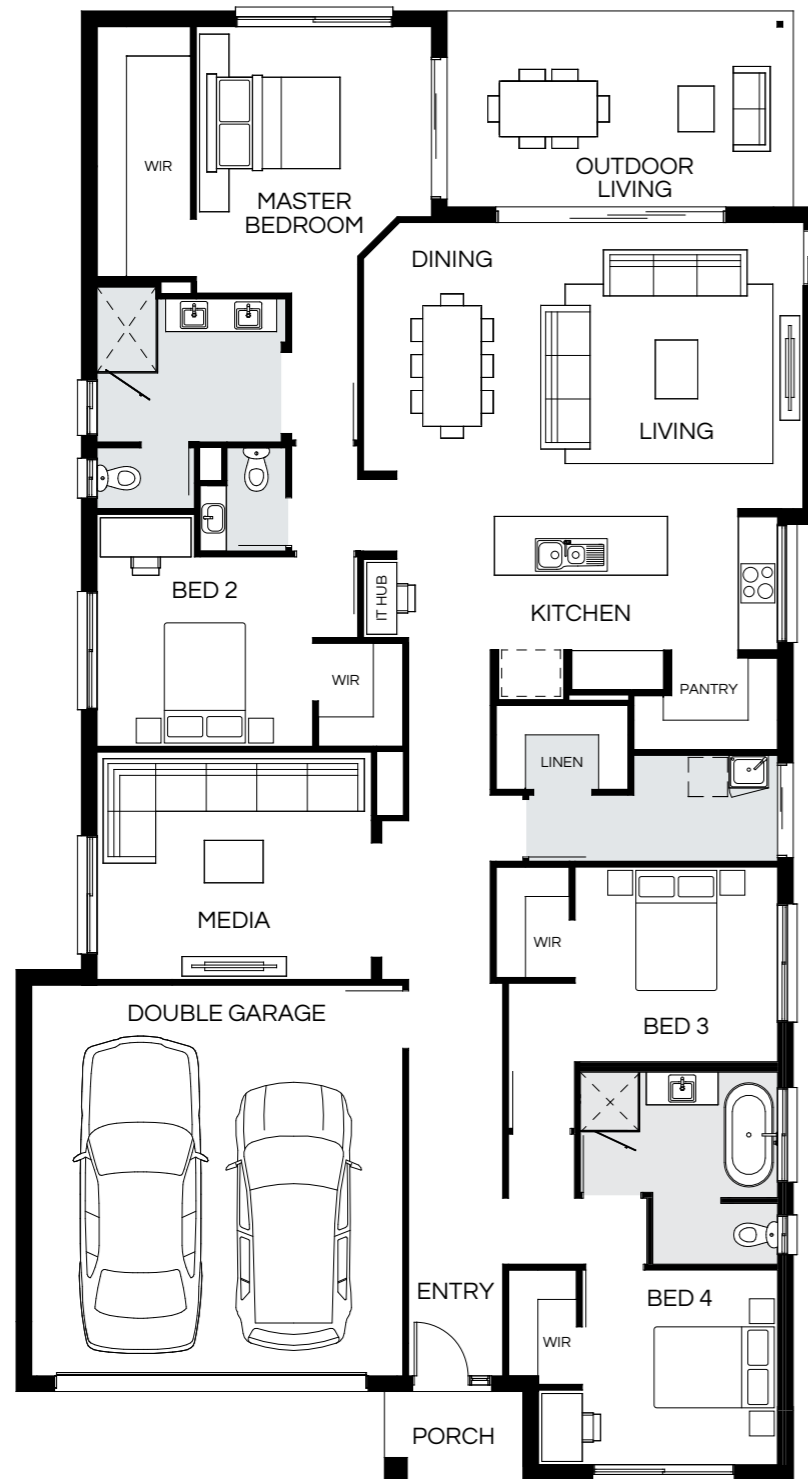 WIR
MASTER
BEDROOM
OUTDOOR
LIVING
DINING
LIVING
BED 2
IT HUB
KITCHEN
WIR
PANTRY
LINEN
MEDIA
WIR
BED 3
DOUBLE GARAGE
ENTRY
BED 4
WIR
PORCH